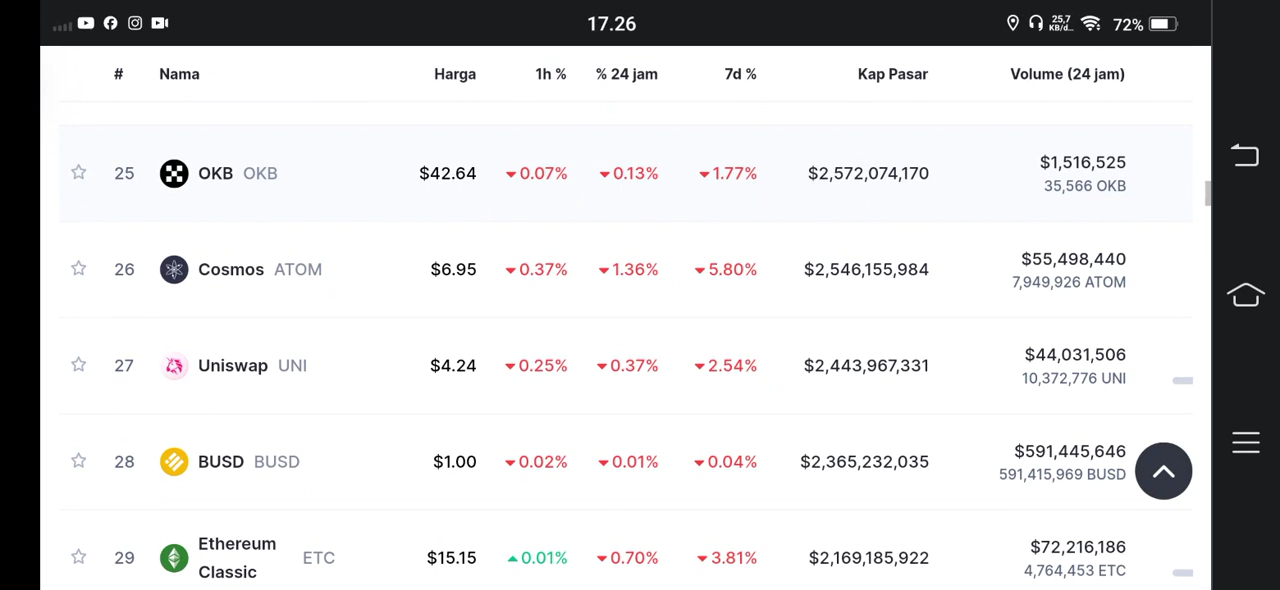 17.26
25,7
KB/d...
72%
# Nama Harga 1h % % 24 jam 7d % Kap Pasar Volume (24 jam)
25 OKB OKB $42.64 0.07% 0.13% 1.77% $2,572,074,170 $1,516,525
35,566 OKB
26 Cosmos ATOM $6.95 0.37% 1.36% 5.80% $2,546,155,984 $55,498,440
7,949,926 ATOM
27 Uniswap UNI $4.24 0.25% 0.37% 2.54% $2,443,967,331 $44,031,506
10,372,776 UNI
28 BUSD BUSD $1.00 0.02% 0.01% 0.04% $2,365,232,035 $591,445,646
591,415,969 BUSD
29 Ethereum Classic ETC $15.15 0.01% 0.70% 3.81% $2,169,185,922 $72,216,186
4,764,453 ETC